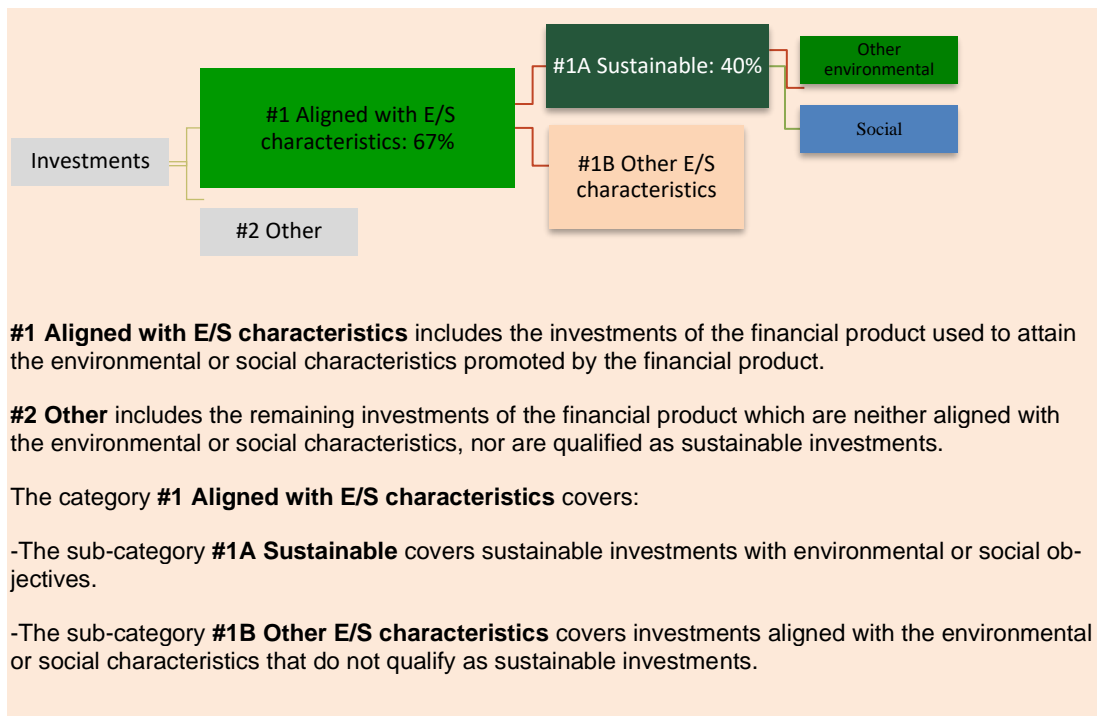 Investments
#1 Aligned with E/S
characteristics: 67%
#2 Other
#1A Sustainable: 40%
#1B Other E/S
characteristics
Other
environmental
Social
#1 Aligned with E/S characteristics includes the investments of the financial product used to attain
the environmental or social characteristics promoted by the financial product.
#2 Other includes the remaining investments of the financial product which are neither aligned with
the environmental or social characteristics, nor are qualified as sustainable investments.
The category #1 Aligned with E/S characteristics covers:
-The sub-category #1A Sustainable covers sustainable investments with environmental or social ob-
jectives.
-The sub-category #1B Other E/S characteristics covers investments aligned with the environmental
or social characteristics that do not qualify as sustainable investments.